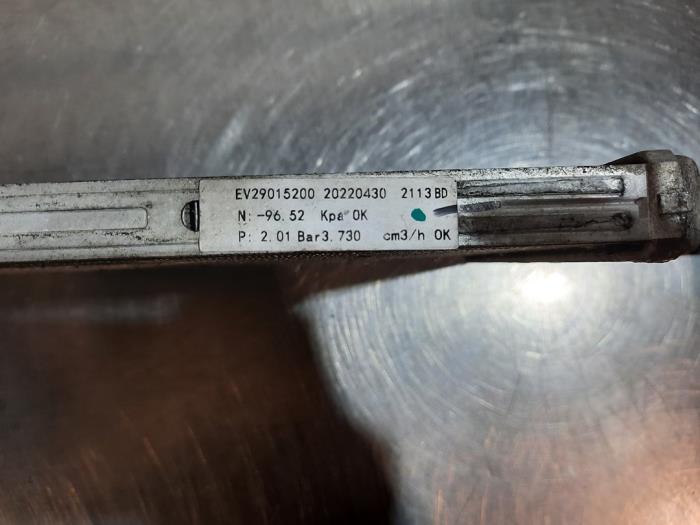 EV29015200 20220430 2113 BD
N: -96.52 Kpa OK
P: 2.01 Bar3.730 cm3/h OK